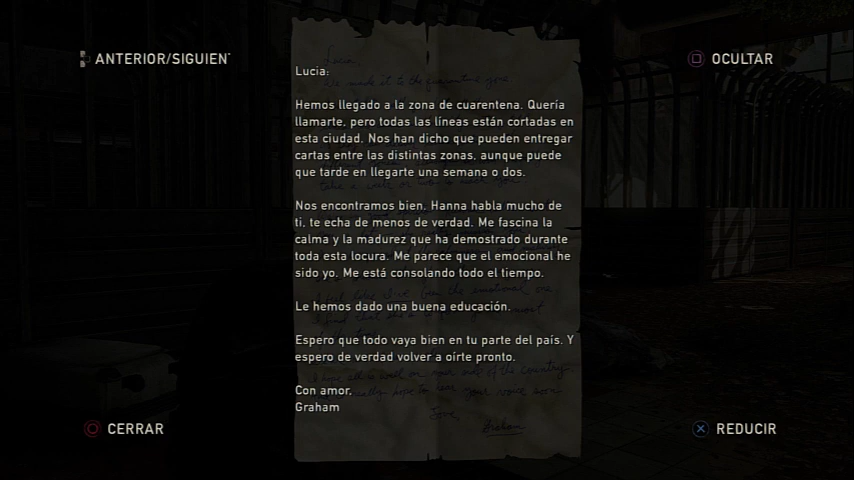 ANTERIOR/SIGUIEN
OCULTAR
Lucia:
Hemos llegado a la zona de cuarentena. Quería
llamarte, pero todas las líneas están cortadas en
esta ciudad. Nos han dicho que pueden entregar
cartas entre las distintas zonas, aunque puede
que tarde en llegarte una semana o dos.
Nos encontramos bien. Hanna habla mucho de
ti, te echa de menos de verdad. Me fascina la
calma y la madurez que ha demostrado durante
toda esta locura. Me parece que el emocional he
sido yo. Me está consolando todo el tiempo.
Le hemos dado una buena educación.
Espero que todo vaya bien en tu parte del país. Y
espero de verdad volver a oírte pronto.
Con amor,
Graham
CERRAR
REDUCIR